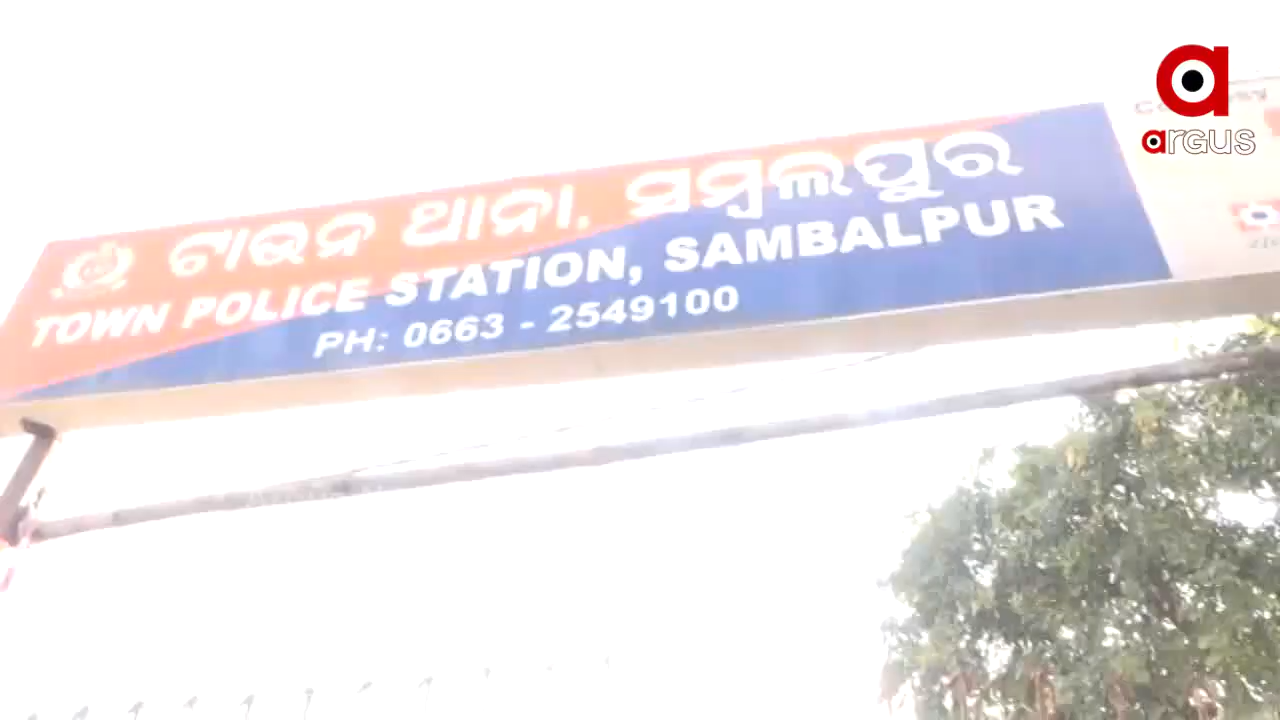 ଟାଉନ ଥାନା. ସମ୍ବଲପୁର
TOWN POLICE STATION, SAMBALPUR
PH: 0663 - 2549100
argus